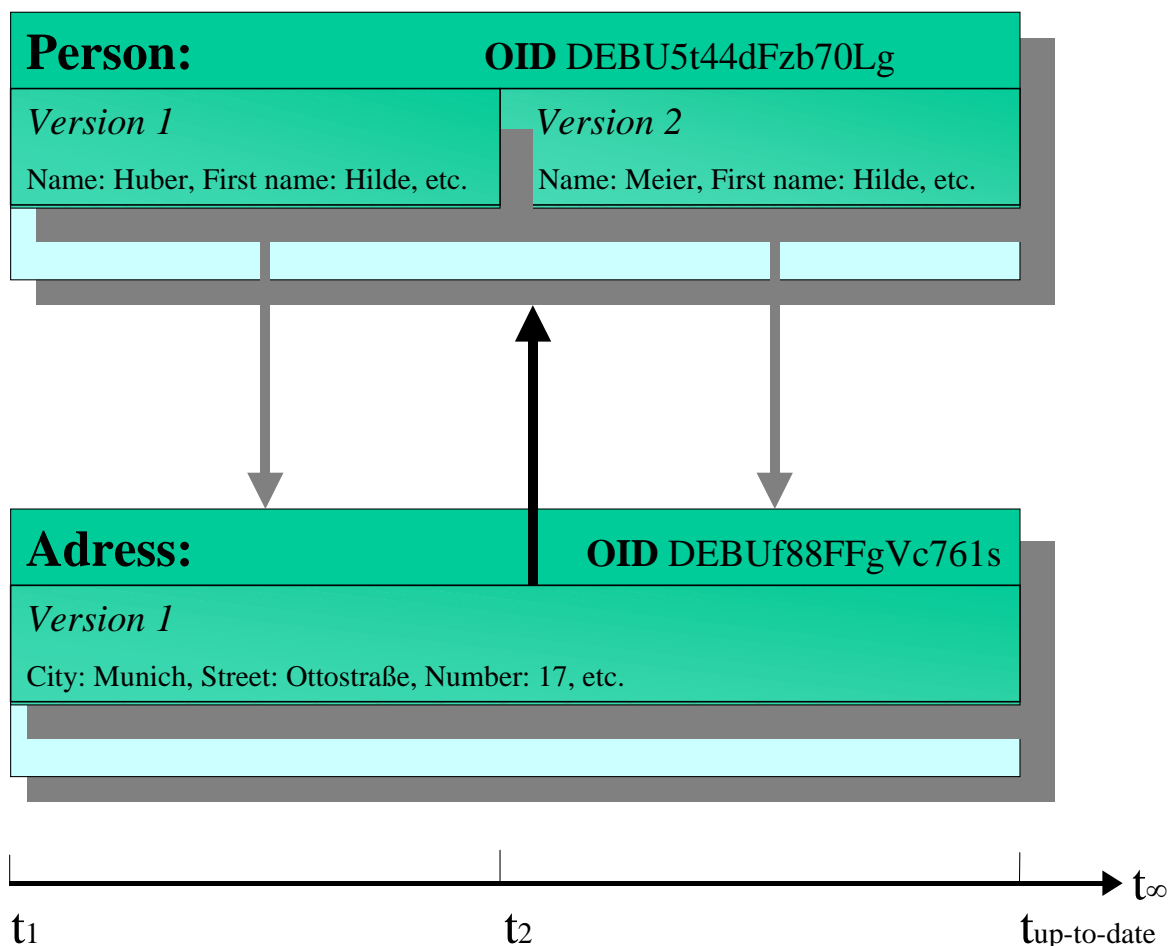 Person: OID DEBU5t44dFzb70Lg
Version 1
Name: Huber, First name: Hilde, etc.
Version 2
Name: Meier, First name: Hilde, etc.
Adress: OID DEBUf88FFgVc761s
Version 1
City: Munich, Street: Ottostraße, Number: 17, etc.
t∞
t1 t2 tup-to-date